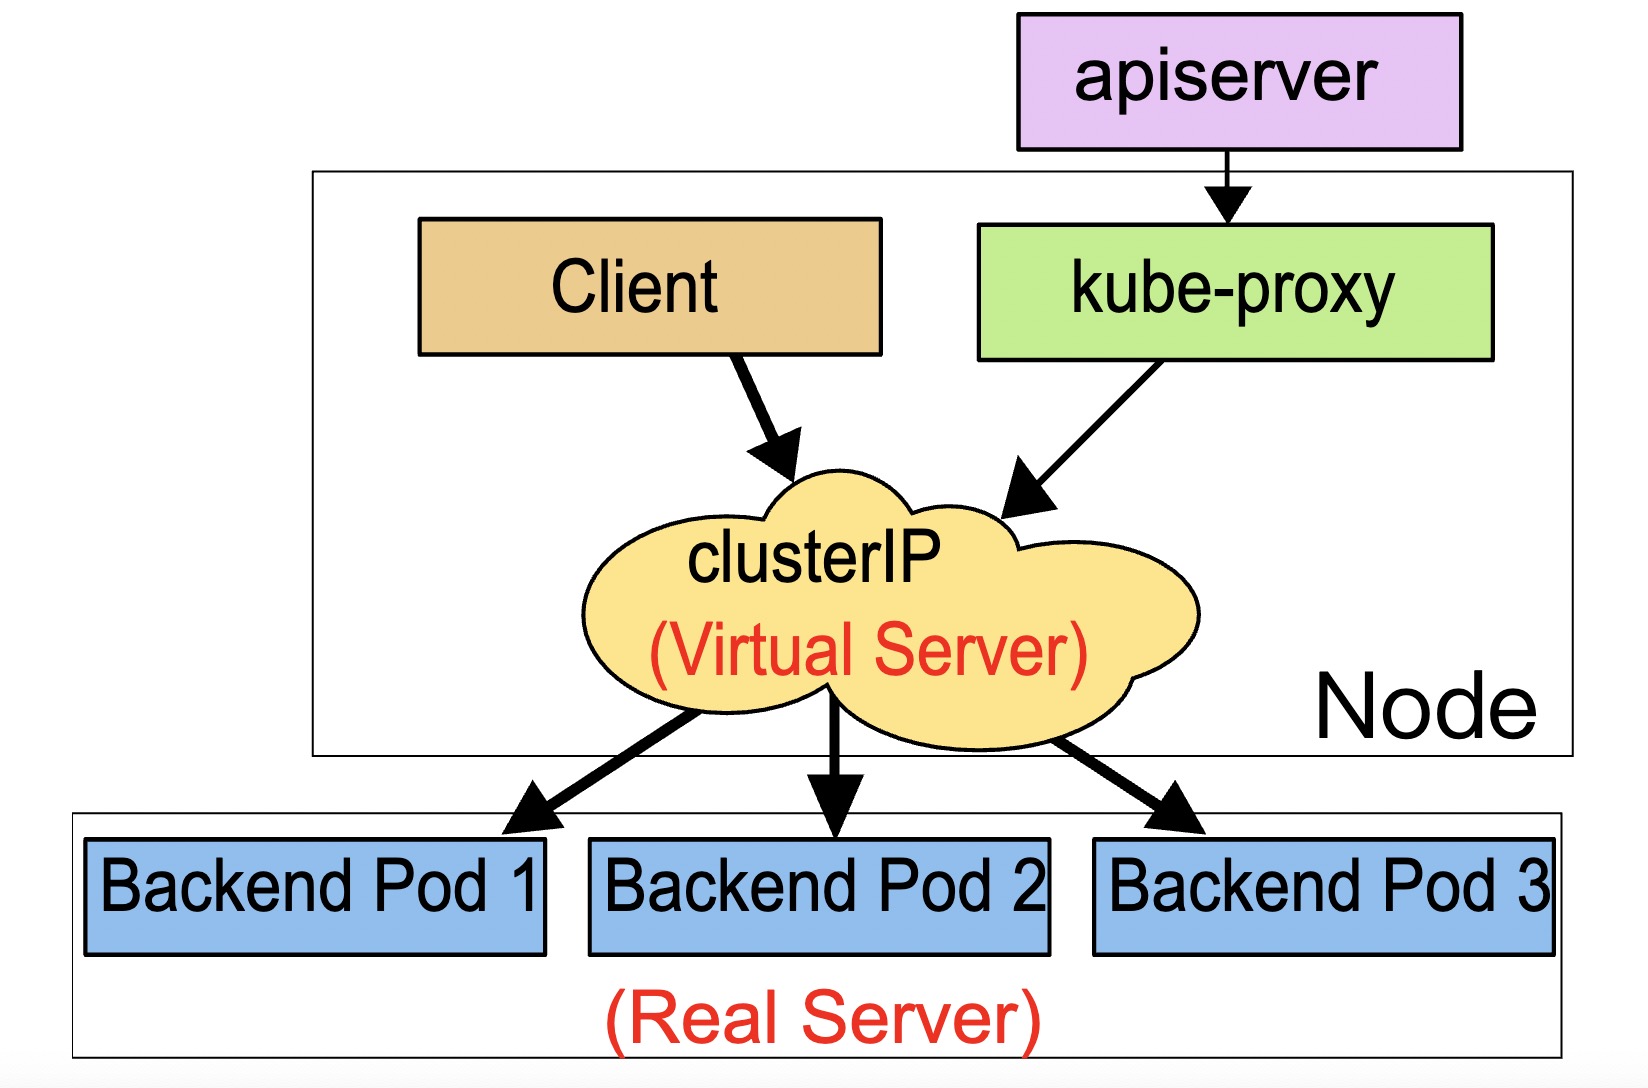 apiserver
Client
kube-proxy
clusterIP
(Virtual Server)
Node
Backend Pod 1
Backend Pod 2
Backend Pod 3
(Real Server)